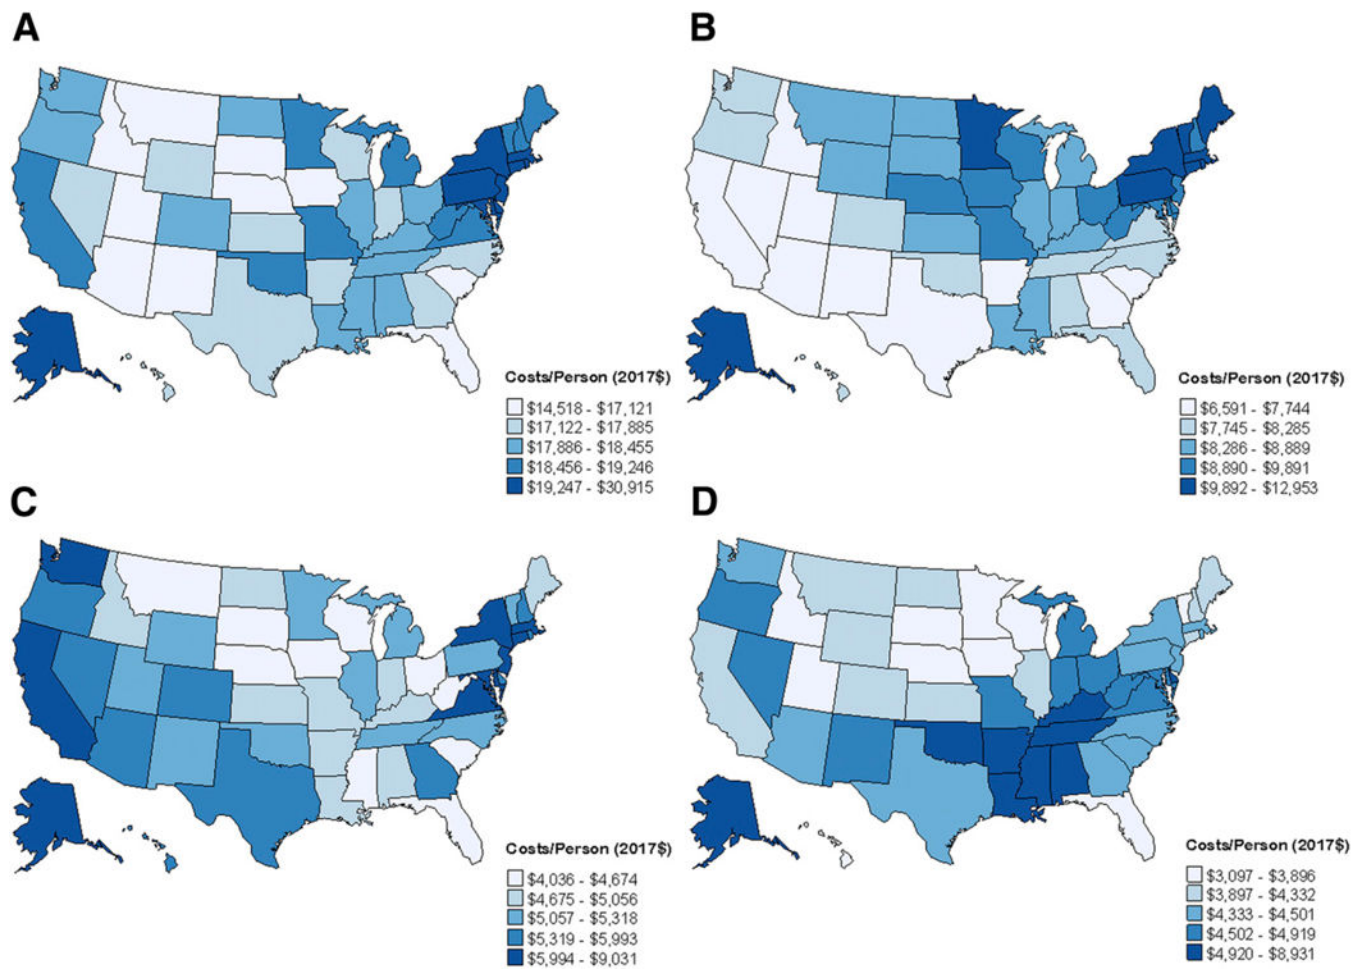 A
B
Costs/Person (2017$)
$14,518 - $17,121
$17,122 - $17,885
$17,886 - $18,455
$18,456 - $19,246
$19,247 - $30,915
Costs/Person (2017$)
$6,591 - $7,744
$7,745 - $8,285
$8,286 - $8,889
$8,890 - $9,891
$9,892 - $12,953
C
D
Costs/Person (2017$)
$4,036 - $4,674
$4,675 - $5,056
$5,057 - $5,318
$5,319 - $5,993
$5,994 - $9,031
Costs/Person (2017$)
$3,097 - $3,896
$3,897 - $4,332
$4,333 - $4,501
$4,502 - $4,919
$4,920 - $8,931